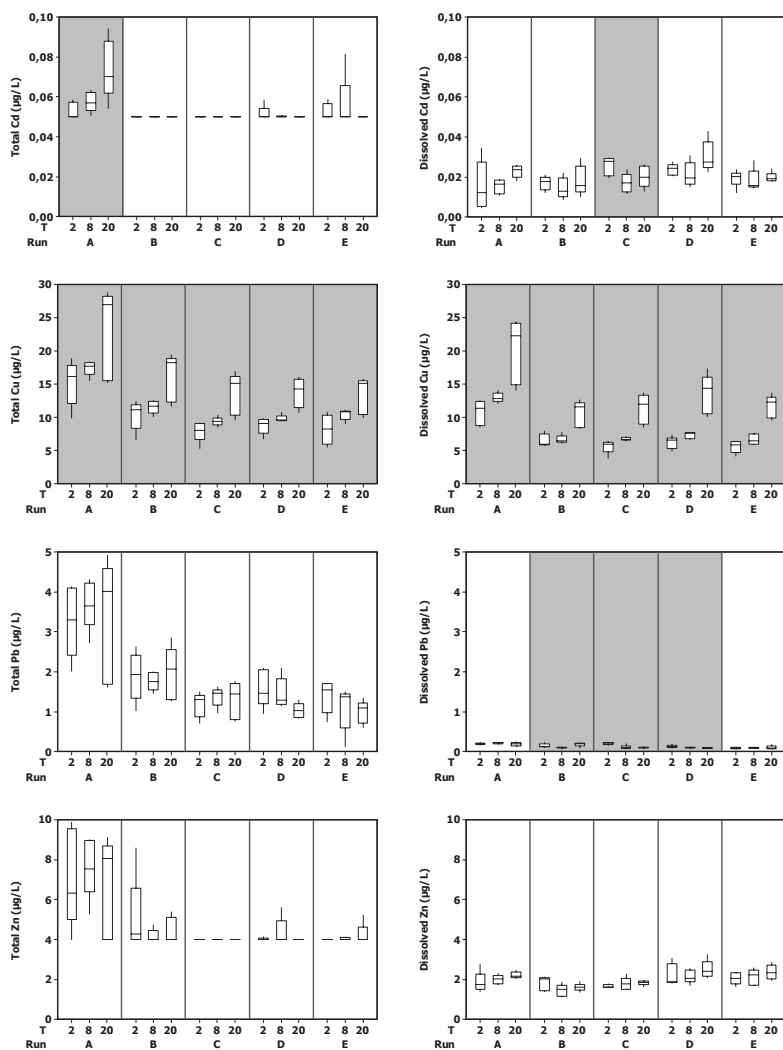 0,10
0,08
0,06
0,04
0,02
0,00
Total Cd (µg/L)
T 2 8 20 2 8 20 2 8 20 2 8 20 2 8 20
Run A B C D E
0,10
0,08
0,06
0,04
0,02
0,00
Dissolved Cd (µg/L)
T 2 8 20 2 8 20 2 8 20 2 8 20 2 8 20
Run A B C D E
30
25
20
15
10
5
0
Total Cu (µg/L)
T 2 8 20 2 8 20 2 8 20 2 8 20 2 8 20
Run A B C D E
30
25
20
15
10
5
0
Dissolved Cu (µg/L)
T 2 8 20 2 8 20 2 8 20 2 8 20 2 8 20
Run A B C D E
5
4
3
2
1
0
Total Pb (µg/L)
T 2 8 20 2 8 20 2 8 20 2 8 20 2 8 20
Run A B C D E
5
4
3
2
1
0
Dissolved Pb (µg/L)
T 2 8 20 2 8 20 2 8 20 2 8 20 2 8 20
Run A B C D E
10
8
6
4
2
0
Total Zn (µg/L)
T 2 8 20 2 8 20 2 8 20 2 8 20 2 8 20
Run A B C D E
10
8
6
4
2
0
Dissolved Zn (µg/L)
T 2 8 20 2 8 20 2 8 20 2 8 20 2 8 20
Run A B C D E